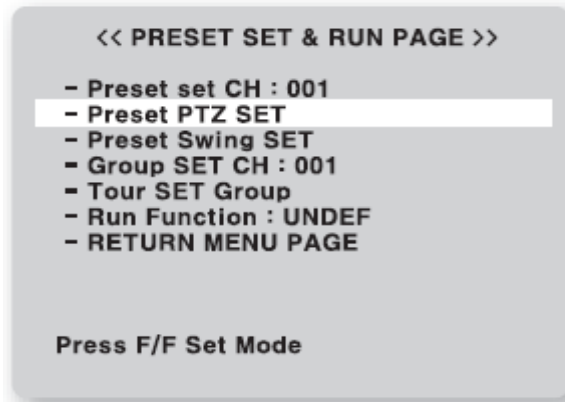 << PRESET SET & RUN PAGE >>
- Preset set CH : 001
- Preset PTZ SET
- Preset Swing SET
- Group SET CH : 001
- Tour SET Group
- Run Function : UNDEF
- RETURN MENU PAGE
Press F/F Set Mode